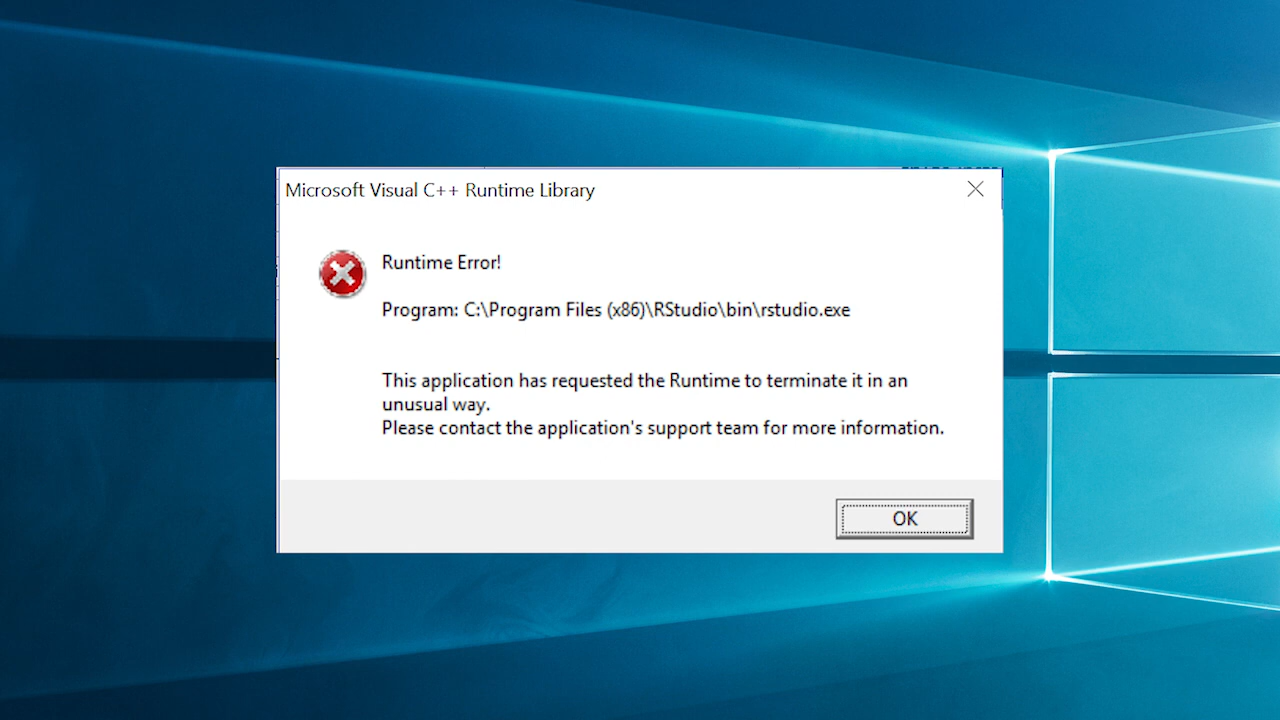 Microsoft Visual C++ Runtime Library
Runtime Error!
Program: C:\Program Files (x86)\RStudio\bin\rstudio.exe
This application has requested the Runtime to terminate it in an
unusual way.
Please contact the application's support team for more information.
OK